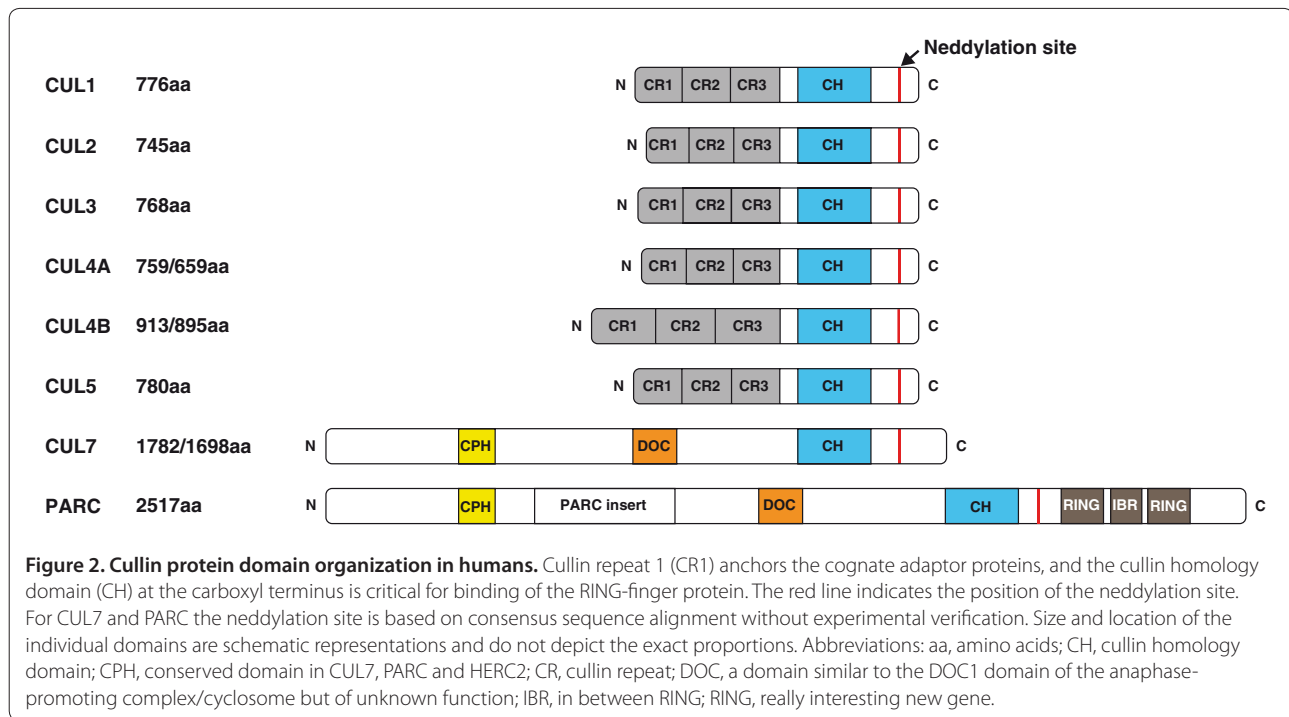 Neddylation site
CUL1 776aa N CR1 CR2 CR3 CH C
CUL2 745aa N CR1 CR2 CR3 CH C
CUL3 768aa N CR1 CR2 CR3 CH C
CUL4A 759/659aa N CR1 CR2 CR3 CH C
CUL4B 913/895aa N CR1 CR2 CR3 CH C
CUL5 780aa N CR1 CR2 CR3 CH C
CUL7 1782/1698aa N CPH DOC CH C
PARC 2517aa N CPH PARC insert DOC CH RING IBR RING C
Figure 2. Cullin protein domain organization in humans. Cullin repeat 1 (CR1) anchors the cognate adaptor proteins, and the cullin homology
domain (CH) at the carboxyl terminus is critical for binding of the RING-finger protein. The red line indicates the position of the neddylation site.
For CUL7 and PARC the neddylation site is based on consensus sequence alignment without experimental verification. Size and location of the
individual domains are schematic representations and do not depict the exact proportions. Abbreviations: aa, amino acids; CH, cullin homology
domain; CPH, conserved domain in CUL7, PARC and HERC2; CR, cullin repeat; DOC, a domain similar to the DOC1 domain of the anaphase-
promoting complex/cyclosome but of unknown function; IBR, in between RING; RING, really interesting new gene.